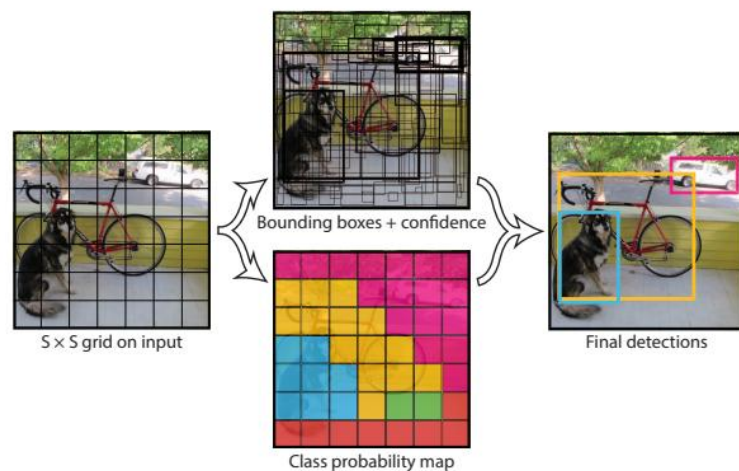 Bounding boxes + confidence
S × S grid on input
Final detections
Class probability map